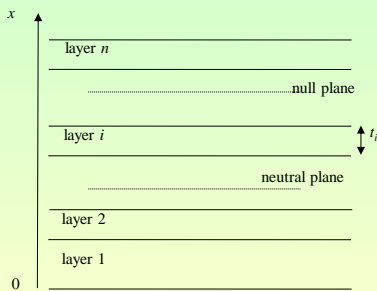 x
layer n
null plane
layer i
t_i
neutral plane
layer 2
layer 1
0